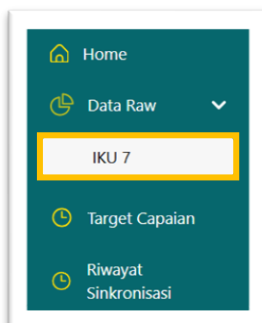 Home
Data Raw
IKU 7
Target Capaian
Riwayat
Sinkronisasi